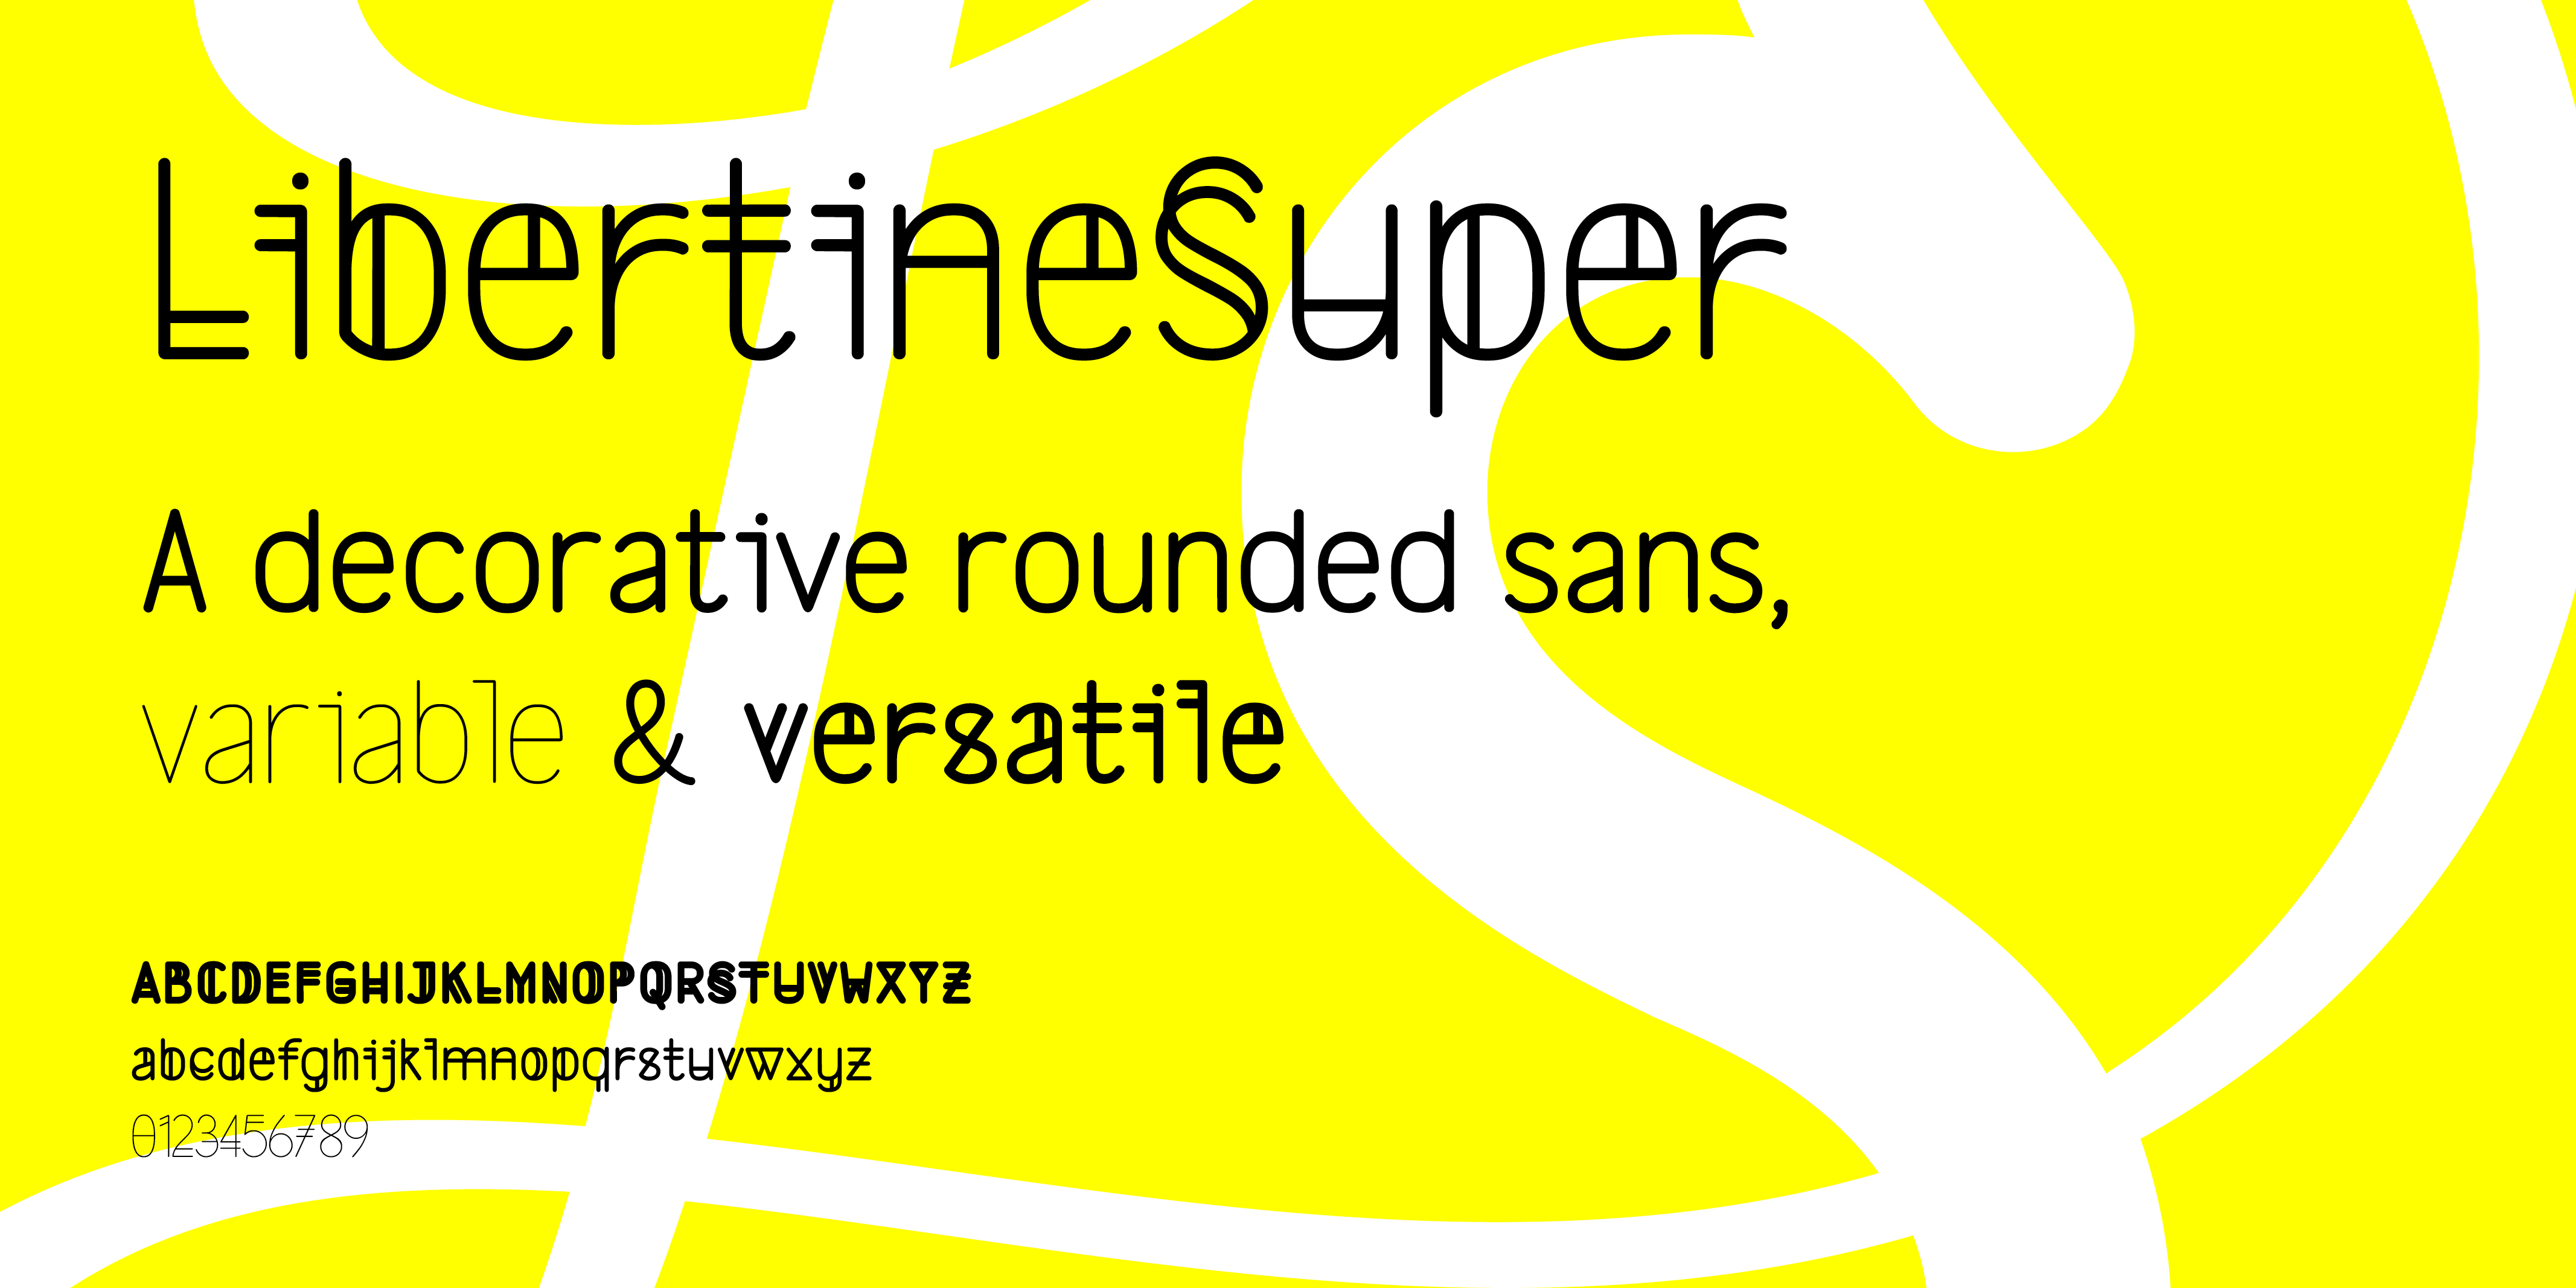 LibertineSuper
A decorative rounded sans,
variable & versatile
ABCDEFGHIJKLMNOPQRSTUVWXYZ
abcdefghijklmnopqrstuvwxyz
0123456789